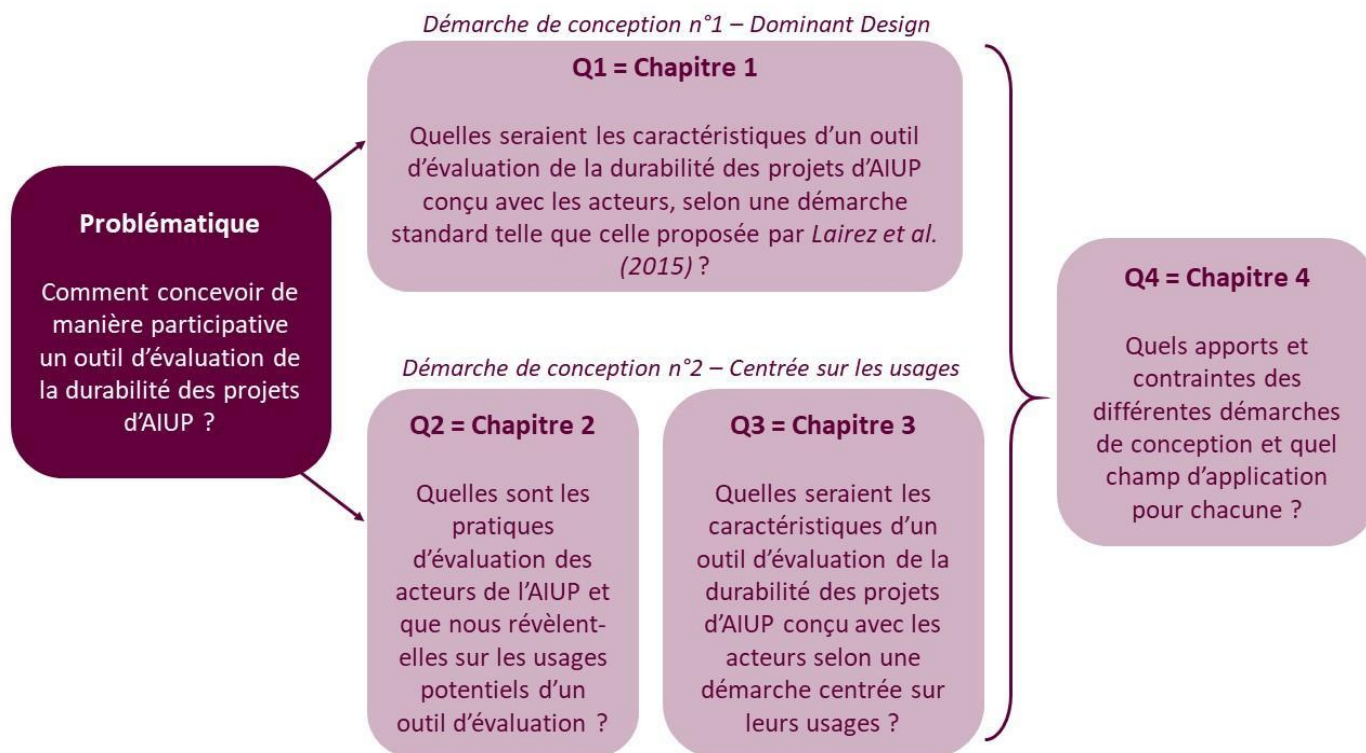 Démarche de conception n°1 – Dominant Design
Q1 = Chapitre 1
Quelles seraient les caractéristiques d’un outil
d’évaluation de la durabilité des projets d’AIUP
conçu avec les acteurs, selon une démarche
standard telle que celle proposée par Lairez et al.
(2015) ?
Problématique
Comment concevoir de
manière participative
un outil d’évaluation de
la durabilité des projets
d’AIUP ?
Démarche de conception n°2 – Centrée sur les usages
Q2 = Chapitre 2
Quelles sont les
pratiques
d’évaluation des
acteurs de l’AIUP et
que nous révèlent-
elles sur les usages
potentiels d’un
outil d’évaluation ?
Q3 = Chapitre 3
Quelles seraient les
caractéristiques d’un
outil d’évaluation de la
durabilité des projets
d’AIUP conçu avec les
acteurs selon une
démarche centrée sur
leurs usages ?
Q4 = Chapitre 4
Quels apports et
contraintes des
différentes démarches
de conception et quel
champ d’application
pour chacune ?